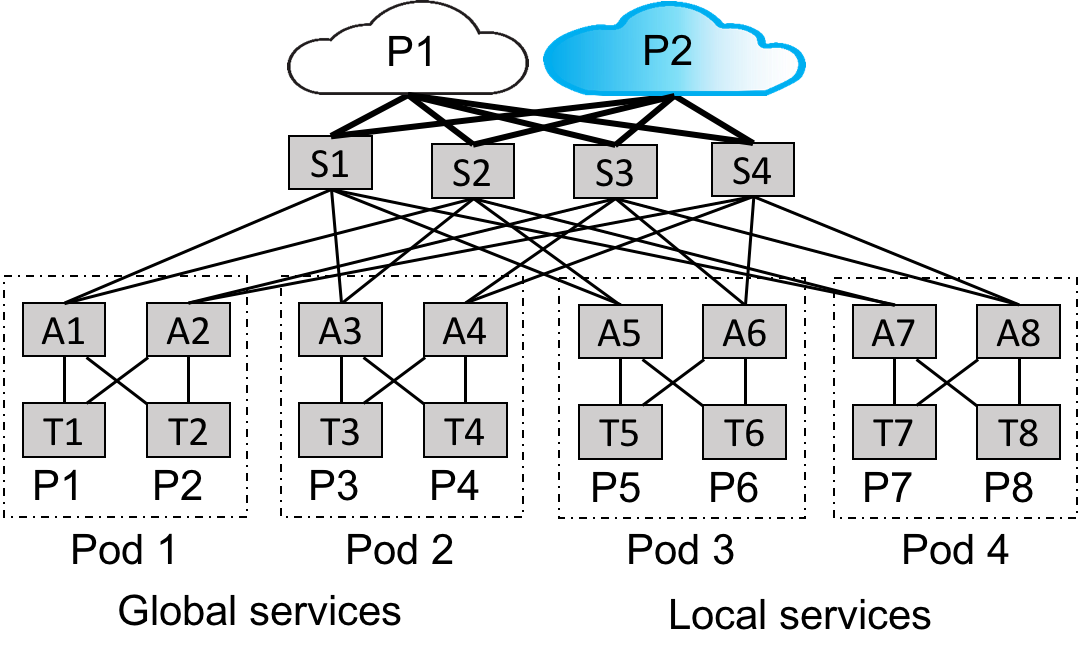 P1 P2
S1 S2 S3 S4
A1 A2 A3 A4 A5 A6 A7 A8
T1 T2 T3 T4 T5 T6 T7 T8
P1 P2 P3 P4 P5 P6 P7 P8
Pod 1 Pod 2 Pod 3 Pod 4
Global services Local services